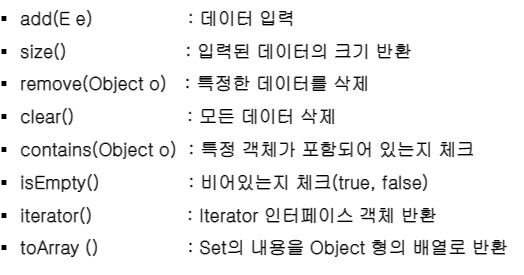 ▪ add(E e) : 데이터 입력
▪ size() : 입력된 데이터의 크기 반환
▪ remove(Object o) : 특정한 데이터를 삭제
▪ clear() : 모든 데이터 삭제
▪ contains(Object o) : 특정 객체가 포함되어 있는지 체크
▪ isEmpty() : 비어있는지 체크(true, false)
▪ iterator() : Iterator 인터페이스 객체 반환
▪ toArray () : Set의 내용을 Object 형의 배열로 반환